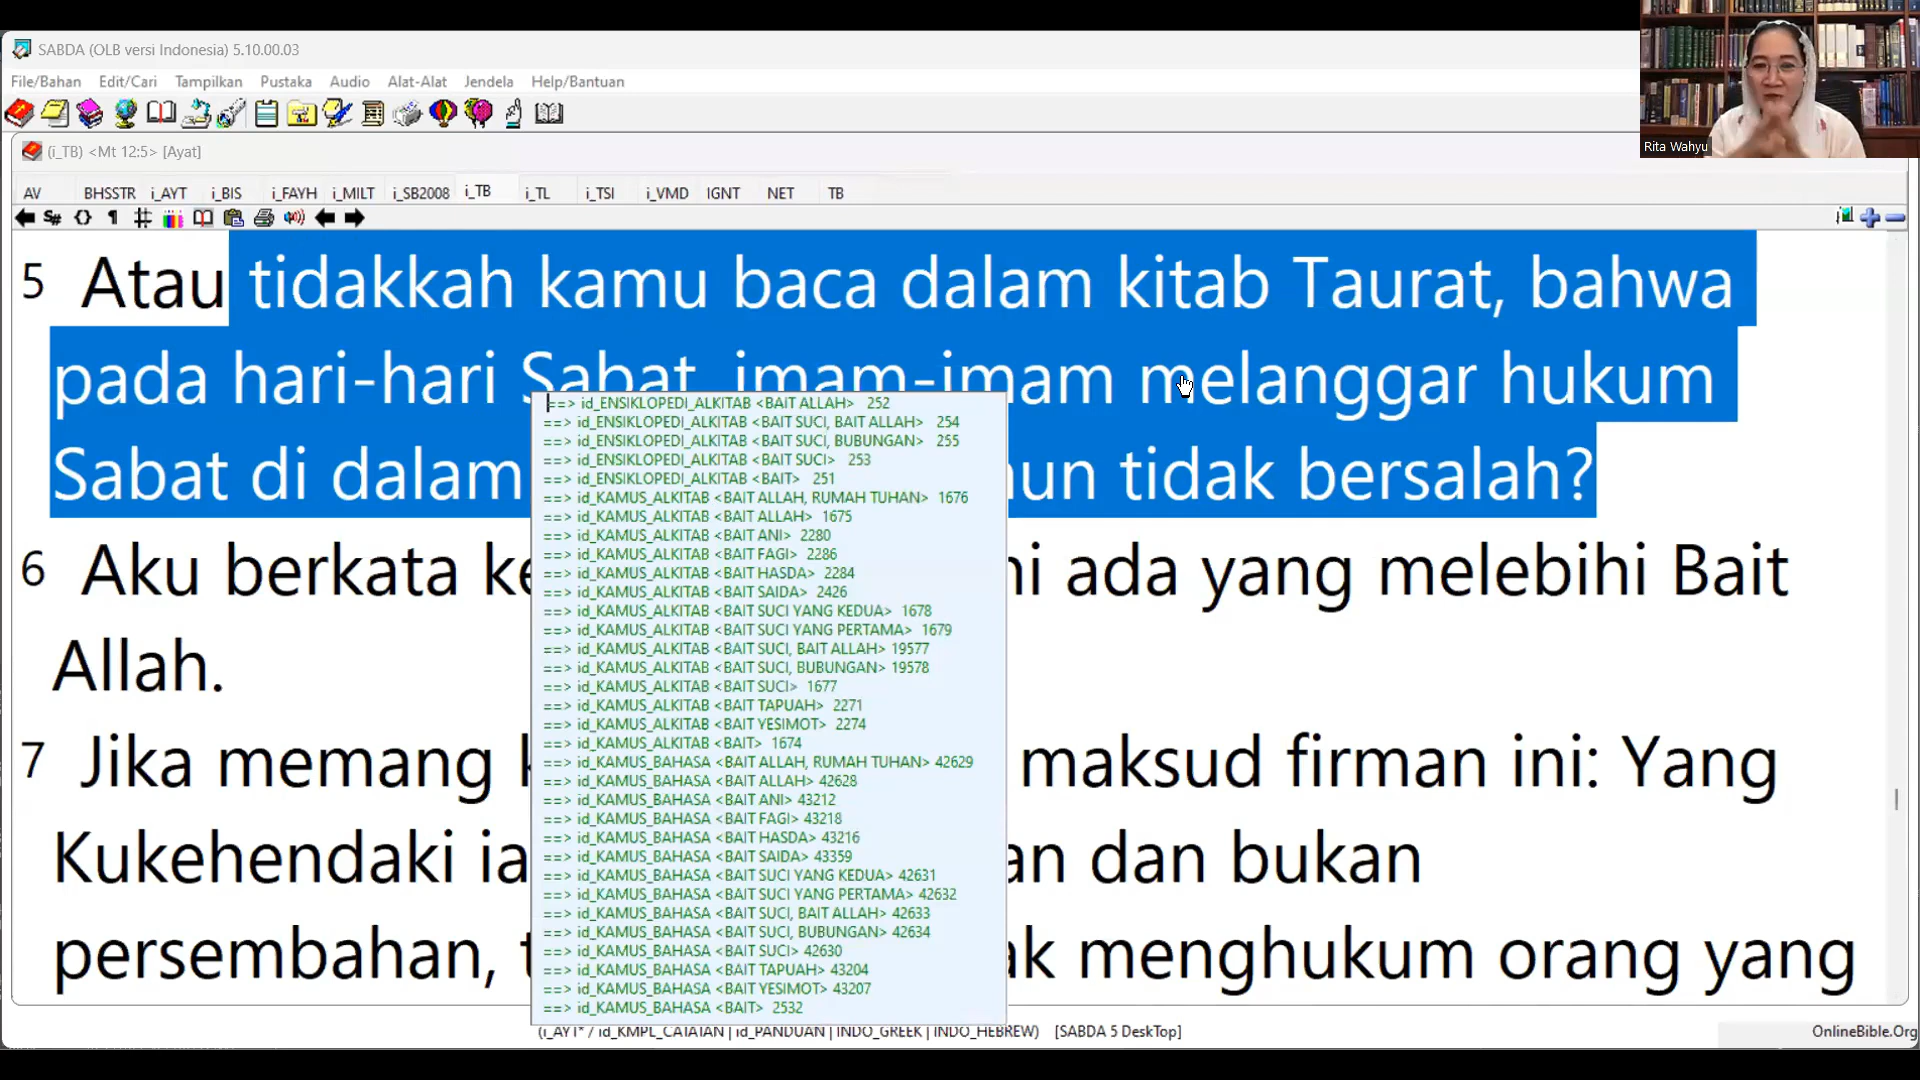 SABDA (OLB versi Indonesia) 5.10.00.03
File/Bahan Edit/Cari Tampilkan Pustaka Audio Alat-Alat Jendela Help/Bantuan
Rita Wahyu
(i_TB) <Mt 12:5> [Ayat]
AV BHSSTR i_AYT i_BIS i_FAYH i_MILT i_SB2008 i_TB i_TL i_TSI i_VMD IGNT NET TB
5 Atau tidakkah kamu baca dalam kitab Taurat, bahwa
pada hari-hari Sabat, imam-imam melanggar hukum
Sabat di dalam tidak bersalah?
6 Aku berkata ada yang melebihi Bait
Allah.
7 Jika memang maksud firman ini: Yang
Kukehendaki dan bukan
persembahan, menghukum orang yang
==> id_ENSIKLOPEDI_ALKITAB <BAIT ALLAH> 252
==> id_ENSIKLOPEDI_ALKITAB <BAIT SUCI, BAIT ALLAH> 254
==> id_ENSIKLOPEDI_ALKITAB <BAIT SUCI, BUBUNGAN> 255
==> id_ENSIKLOPEDI_ALKITAB <BAIT SUCI> 253
==> id_ENSIKLOPEDI_ALKITAB <BAIT> 251
==> id_KAMUS_ALKITAB <BAIT ALLAH, RUMAH TUHAN> 1676
==> id_KAMUS_ALKITAB <BAIT ALLAH> 1675
==> id_KAMUS_ALKITAB <BAIT ANI> 2280
==> id_KAMUS_ALKITAB <BAIT FAGI> 2286
==> id_KAMUS_ALKITAB <BAIT HASDA> 2284
==> id_KAMUS_ALKITAB <BAIT SAIDA> 2426
==> id_KAMUS_ALKITAB <BAIT SUCI YANG KEDUA> 1678
==> id_KAMUS_ALKITAB <BAIT SUCI YANG PERTAMA> 1679
==> id_KAMUS_ALKITAB <BAIT SUCI, BAIT ALLAH> 19577
==> id_KAMUS_ALKITAB <BAIT SUCI, BUBUNGAN> 19578
==> id_KAMUS_ALKITAB <BAIT SUCI> 1677
==> id_KAMUS_ALKITAB <BAIT TAPUAH> 2271
==> id_KAMUS_ALKITAB <BAIT YESIMOT> 2274
==> id_KAMUS_ALKITAB <BAIT> 1674
==> id_KAMUS_BAHASA <BAIT ALLAH, RUMAH TUHAN> 42629
==> id_KAMUS_BAHASA <BAIT ALLAH> 42628
==> id_KAMUS_BAHASA <BAIT ANI> 43212
==> id_KAMUS_BAHASA <BAIT FAGI> 43218
==> id_KAMUS_BAHASA <BAIT HASDA> 43216
==> id_KAMUS_BAHASA <BAIT SAIDA> 43359
==> id_KAMUS_BAHASA <BAIT SUCI YANG KEDUA> 42631
==> id_KAMUS_BAHASA <BAIT SUCI YANG PERTAMA> 42632
==> id_KAMUS_BAHASA <BAIT SUCI, BAIT ALLAH> 42633
==> id_KAMUS_BAHASA <BAIT SUCI, BUBUNGAN> 42634
==> id_KAMUS_BAHASA <BAIT SUCI> 42630
==> id_KAMUS_BAHASA <BAIT TAPUAH> 43204
==> id_KAMUS_BAHASA <BAIT YESIMOT> 43207
==> id_KAMUS_BAHASA <BAIT> 2532
(i_AYT* / id_KMPL_CATATAN | id_PANDUAN | INDO_GREEK | INDO_HEBREW) [SABDA 5 DeskTop]
OnlineBible.Org